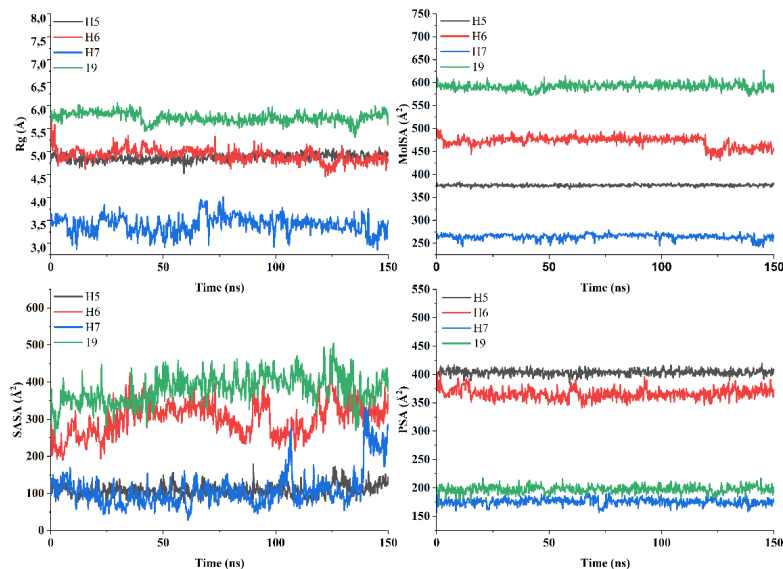 8,0
7,5
7,0
6,5
6,0
5,5
5,0
4,5
4,0
3,5
3,0
Rg (Å)
H5
H6
H7
19
0
50
100
150
Time (ns)
750
700
650
600
550
500
450
400
350
300
250
MolSA (Å²)
H5
H6
H7
19
0
50
100
150
Time (ns)
600
500
400
300
200
100
0
SASA (Å²)
H5
H6
H7
19
0
50
100
150
Time (ns)
550
500
450
400
350
300
250
200
150
PSA (Å²)
H5
H6
H7
19
0
50
100
150
Time (ns)